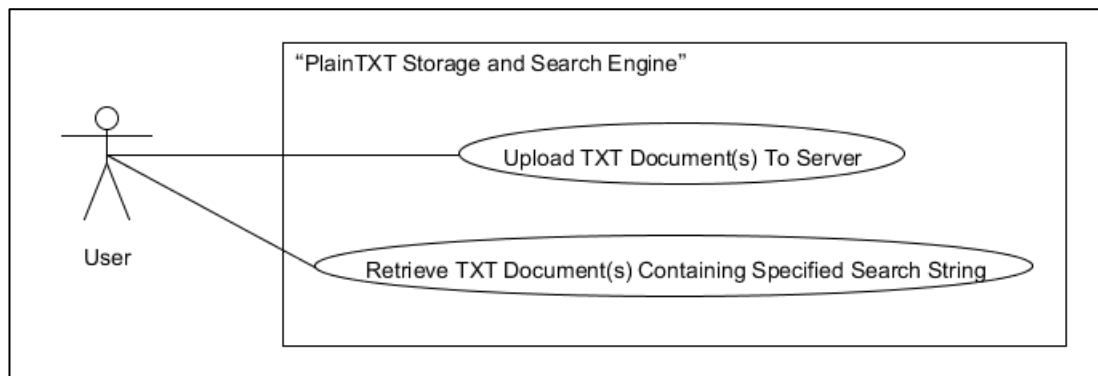 “PlainTXT Storage and Search Engine”
Upload TXT Document(s) To Server
User
Retrieve TXT Document(s) Containing Specified Search String